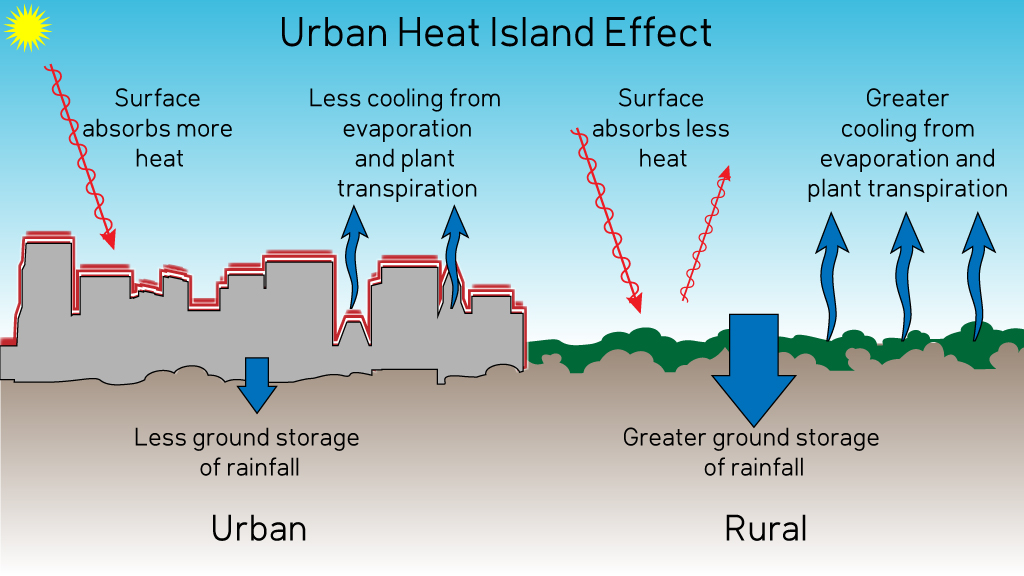 Urban Heat Island Effect
Surface
absorbs more
heat
Less cooling from
evaporation
and plant
transpiration
Surface
absorbs less
heat
Greater
cooling from
evaporation and
plant transpiration
Less ground storage
of rainfall
Greater ground storage
of rainfall
Urban
Rural